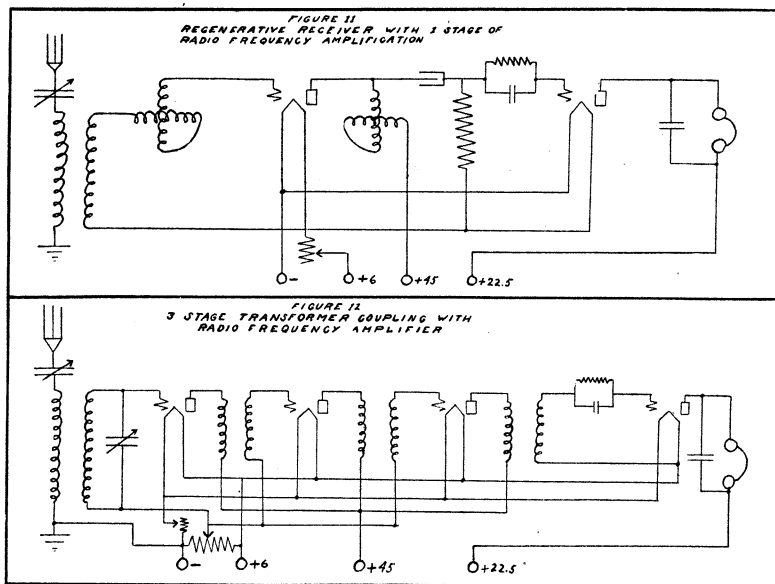 FIGURE 11
REGENERATIVE RECEIVER WITH 1 STAGE OF
RADIO FREQUENCY AMPLIFICATION
- +6 +45 +22.5
FIGURE 12
3 STAGE TRANSFORMER COUPLING WITH
RADIO FREQUENCY AMPLIFIER
- +6 +45 +22.5